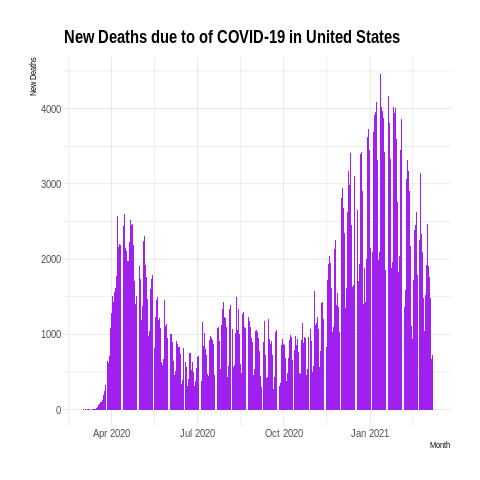 New Deaths due to of COVID-19 in United States
New Deaths
4000
3000
2000
1000
0
Apr 2020 Jul 2020 Oct 2020 Jan 2021
Month